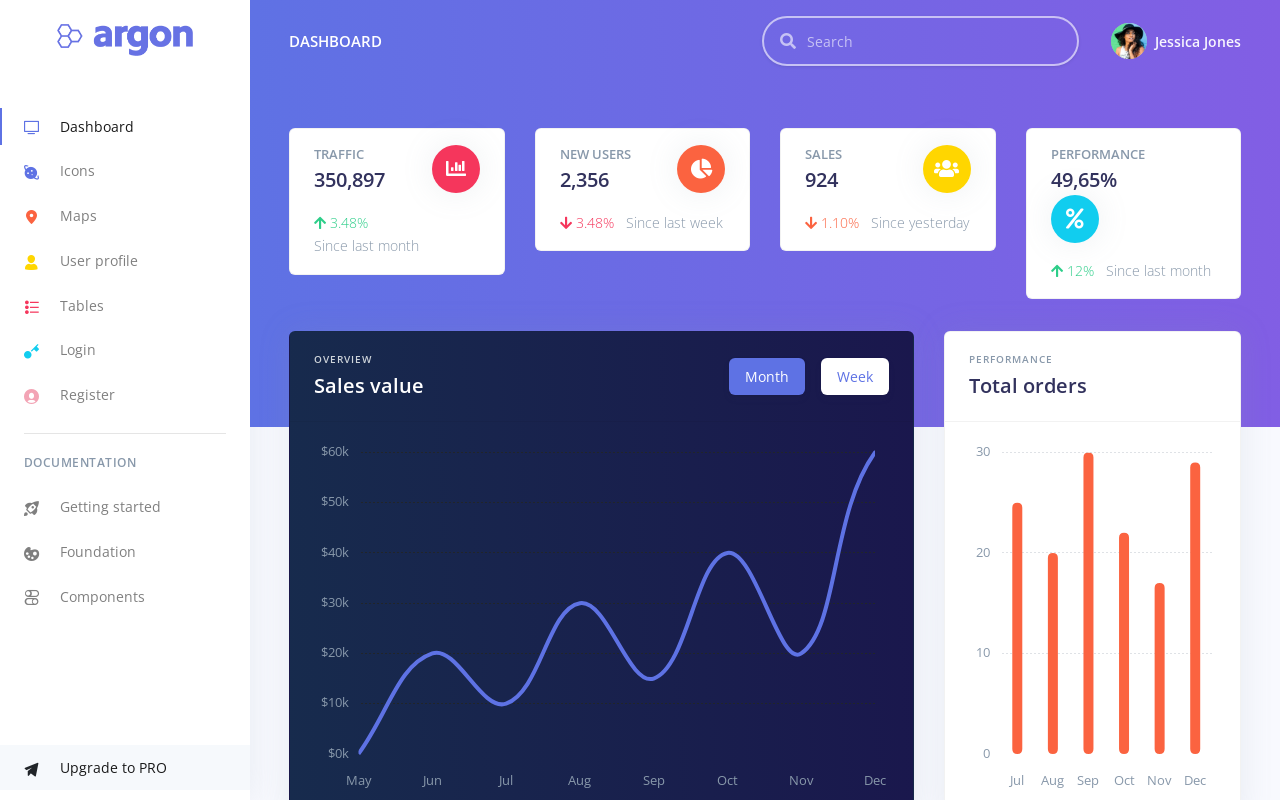 argon
Dashboard
Icons
Maps
User profile
Tables
Login
Register
DOCUMENTATION
Getting started
Foundation
Components
Upgrade to PRO
DASHBOARD
Search
Jessica Jones
TRAFFIC
350,897
3.48%
Since last month
NEW USERS
2,356
3.48% Since last week
SALES
924
1.10% Since yesterday
PERFORMANCE
49,65%
12% Since last month
OVERVIEW
Sales value
Month
Week
$60k
$50k
$40k
$30k
$20k
$10k
$0k
May Jun Jul Aug Sep Oct Nov Dec
PERFORMANCE
Total orders
30
20
10
0
Jul Aug Sep Oct Nov Dec